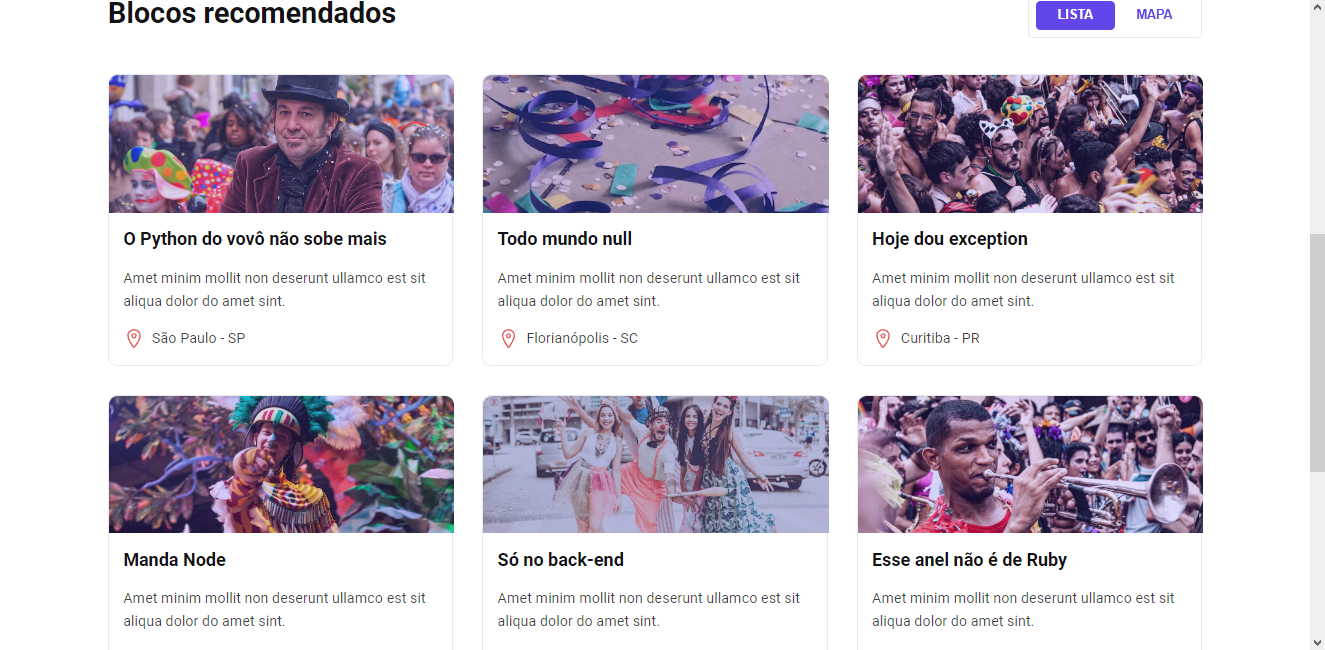 Blocos recomendados
LISTA
MAPA
O Python do vovô não sobe mais
Amet minim mollit non deserunt ullamco est sit
aliqua dolor do amet sint.
São Paulo - SP
Todo mundo null
Amet minim mollit non deserunt ullamco est sit
aliqua dolor do amet sint.
Florianópolis - SC
Hoje dou exception
Amet minim mollit non deserunt ullamco est sit
aliqua dolor do amet sint.
Curitiba - PR
Manda Node
Amet minim mollit non deserunt ullamco est sit
aliqua dolor do amet sint.
Só no back-end
Amet minim mollit non deserunt ullamco est sit
aliqua dolor do amet sint.
Esse anel não é de Ruby
Amet minim mollit non deserunt ullamco est sit
aliqua dolor do amet sint.